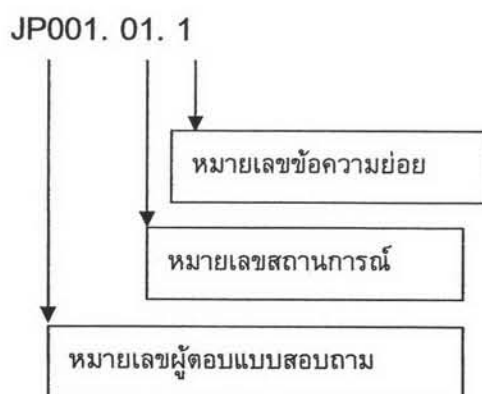 JP001. 01. 1
หมายเลขข้อความย่อย
หมายเลขสถานการณ์
หมายเลขผู้ตอบแบบสอบถาม